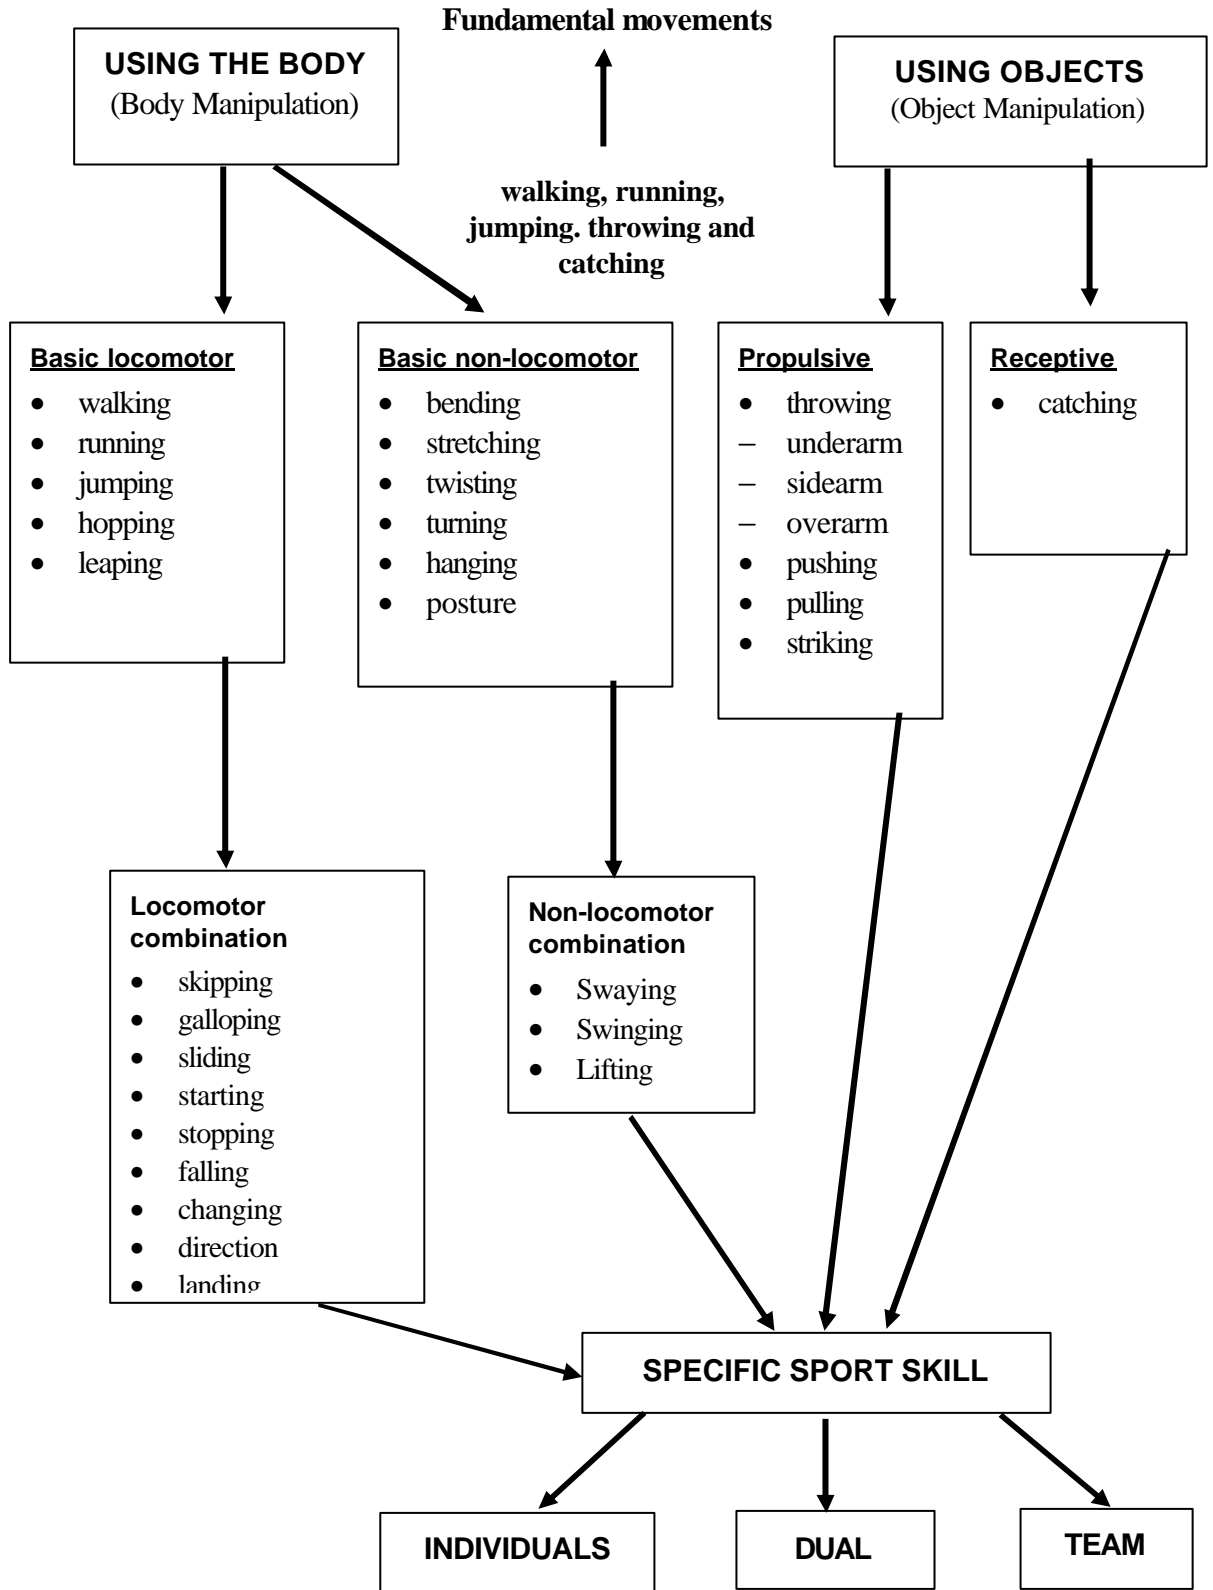 Fundamental movements
USING THE BODY
(Body Manipulation)
USING OBJECTS
(Object Manipulation)
walking, running,
jumping. throwing and
catching
Basic locomotor
• walking
• running
• jumping
• hopping
• leaping
Basic non-locomotor
• bending
• stretching
• twisting
• turning
• hanging
• posture
Propulsive
• throwing
– underarm
– sidearm
– overarm
• pushing
• pulling
• striking
Receptive
• catching
Locomotor
combination
• skipping
• galloping
• sliding
• starting
• stopping
• falling
• changing
• direction
• landing
Non-locomotor
combination
• Swaying
• Swinging
• Lifting
SPECIFIC SPORT SKILL
INDIVIDUALS
DUAL
TEAM